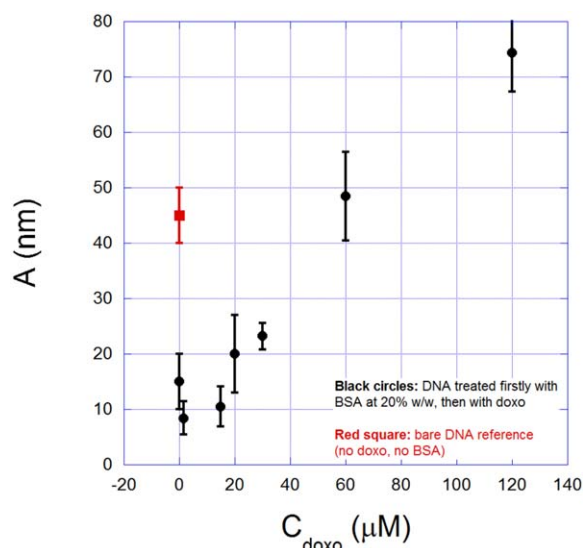 80
70
60
50
40
30
20
10
0
A (nm)
Black circles: DNA treated firstly with
BSA at 20% w/w, then with doxo
Red square: bare DNA reference
(no doxo, no BSA)
-20 0 20 40 60 80 100 120 140
C_doxo (μM)